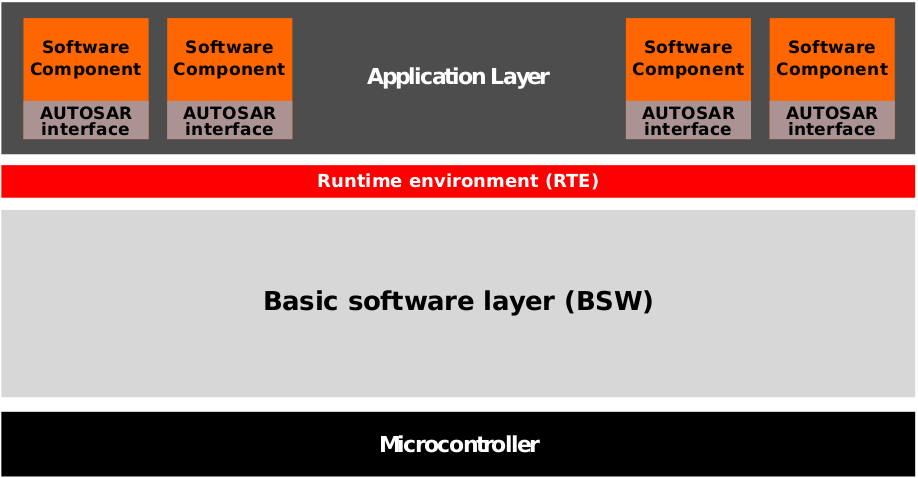 Software
Component
AUTOSAR
interface
Software
Component
AUTOSAR
interface
Application Layer
Software
Component
AUTOSAR
interface
Software
Component
AUTOSAR
interface
Runtime environment (RTE)
Basic software layer (BSW)
Microcontroller